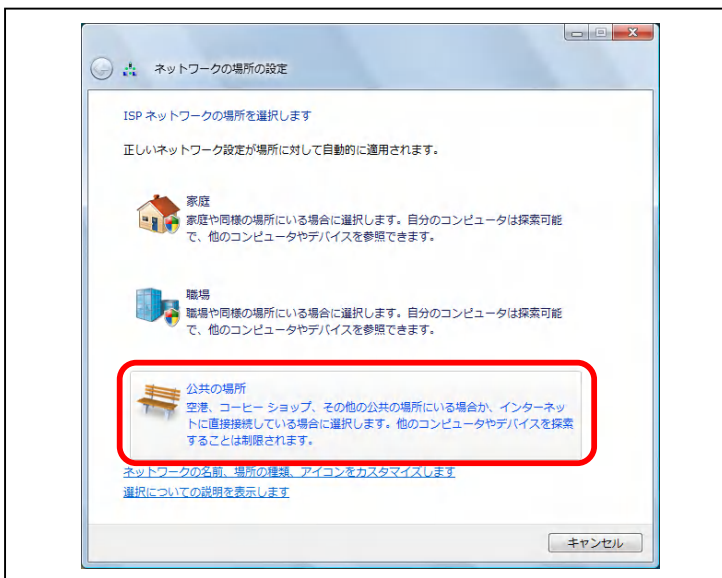 ネットワークの場所の設定
ISP ネットワークの場所を選択します
正しいネットワーク設定が場所に対して自動的に適用されます。
家庭
家庭や同様の場所にいる場合に選択します。自分のコンピュータは探索可能
で、他のコンピュータやデバイスを参照できます。
職場
職場や同様の場所にいる場合に選択します。自分のコンピュータは探索可能
で、他のコンピュータやデバイスを参照できます。
公共の場所
空港、コーヒー ショップ、その他の公共の場所にいる場合か、インターネッ
トに直接接続している場合に選択します。他のコンピュータやデバイスを探索
することは制限されます。
ネットワークの名前、場所の種類、アイコンをカスタマイズします
選択についての説明を表示します
キャンセル